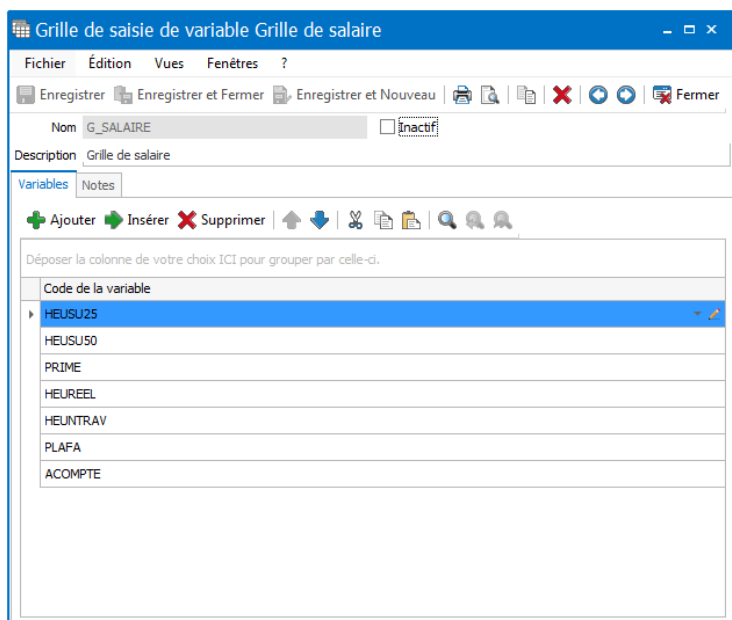 Grille de saisie de variable Grille de salaire
Fichier Édition Vues Fenêtres ?
Enregistrer Enregistrer et Fermer Enregistrer et Nouveau Fermer
Nom G_SALAIRE Inactif
Description Grille de salaire
Variables Notes
Ajouter Insérer Supprimer
Déposer la colonne de votre choix ICI pour grouper par celle-ci.
Code de la variable
HEUSU25
HEUSU50
PRIME
HEUREEL
HEUNTRAV
PLAFA
ACOMPTE